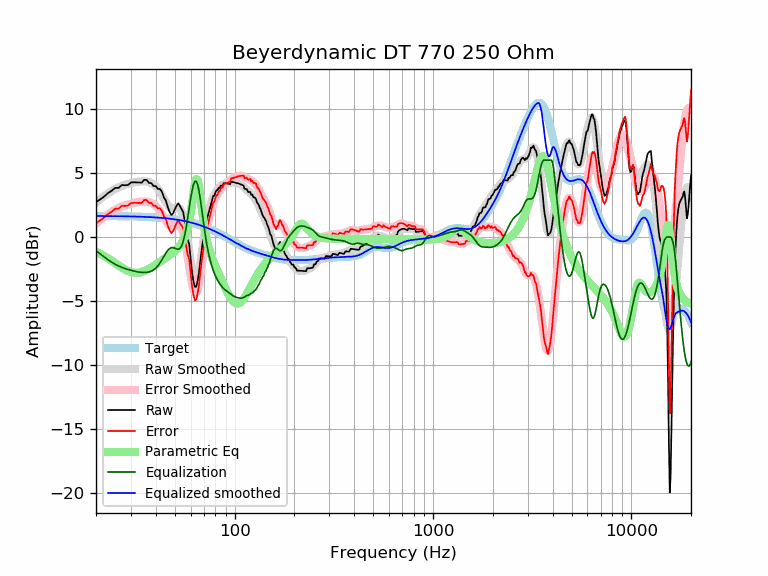 Beyerdynamic DT 770 250 Ohm
10
5
0
−5
−10
−15
−20
Amplitude (dBr)
Target
Raw Smoothed
Error Smoothed
Raw
Error
Parametric Eq
Equalization
Equalized smoothed
100 1000 10000
Frequency (Hz)